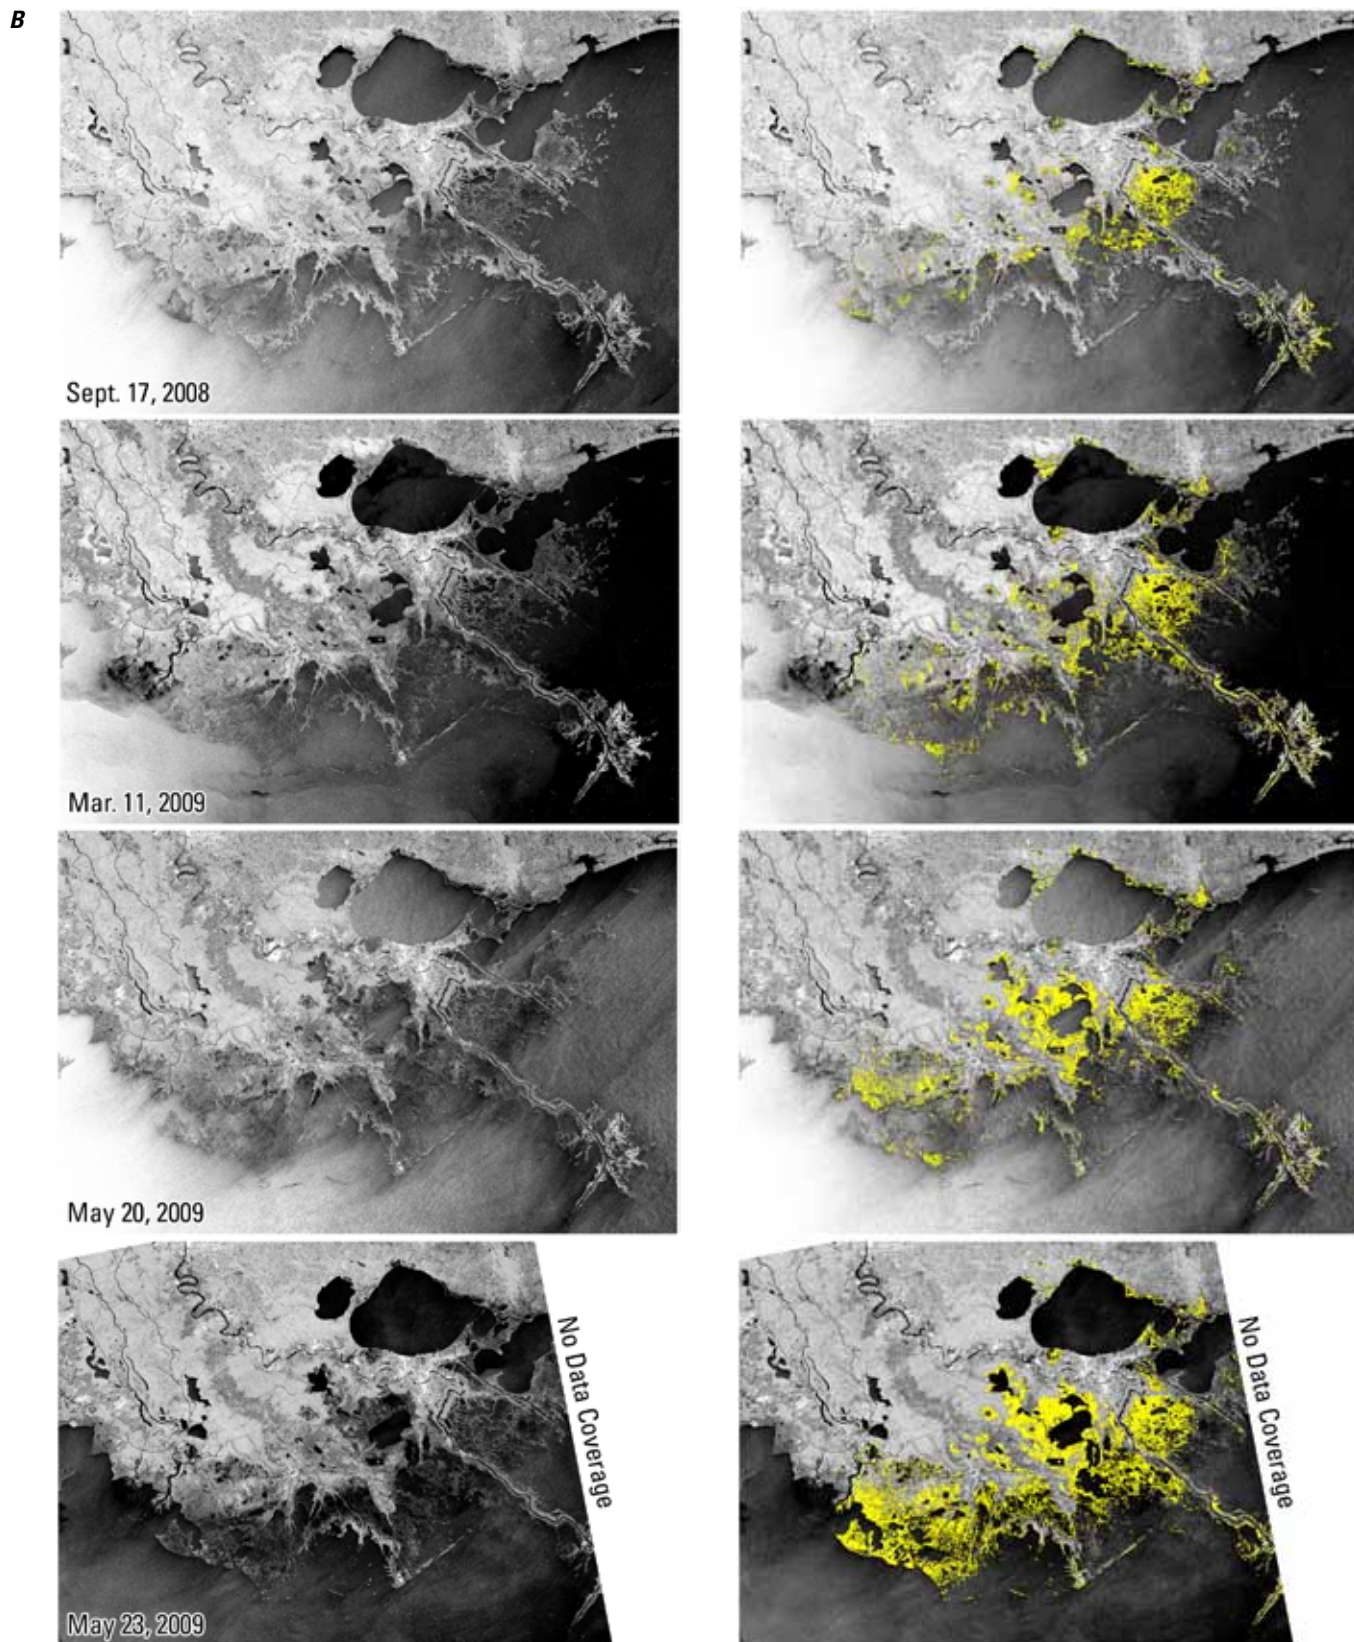 B
Sept. 17, 2008
Mar. 11, 2009
May 20, 2009
No Data Coverage
No Data Coverage
May 23, 2009